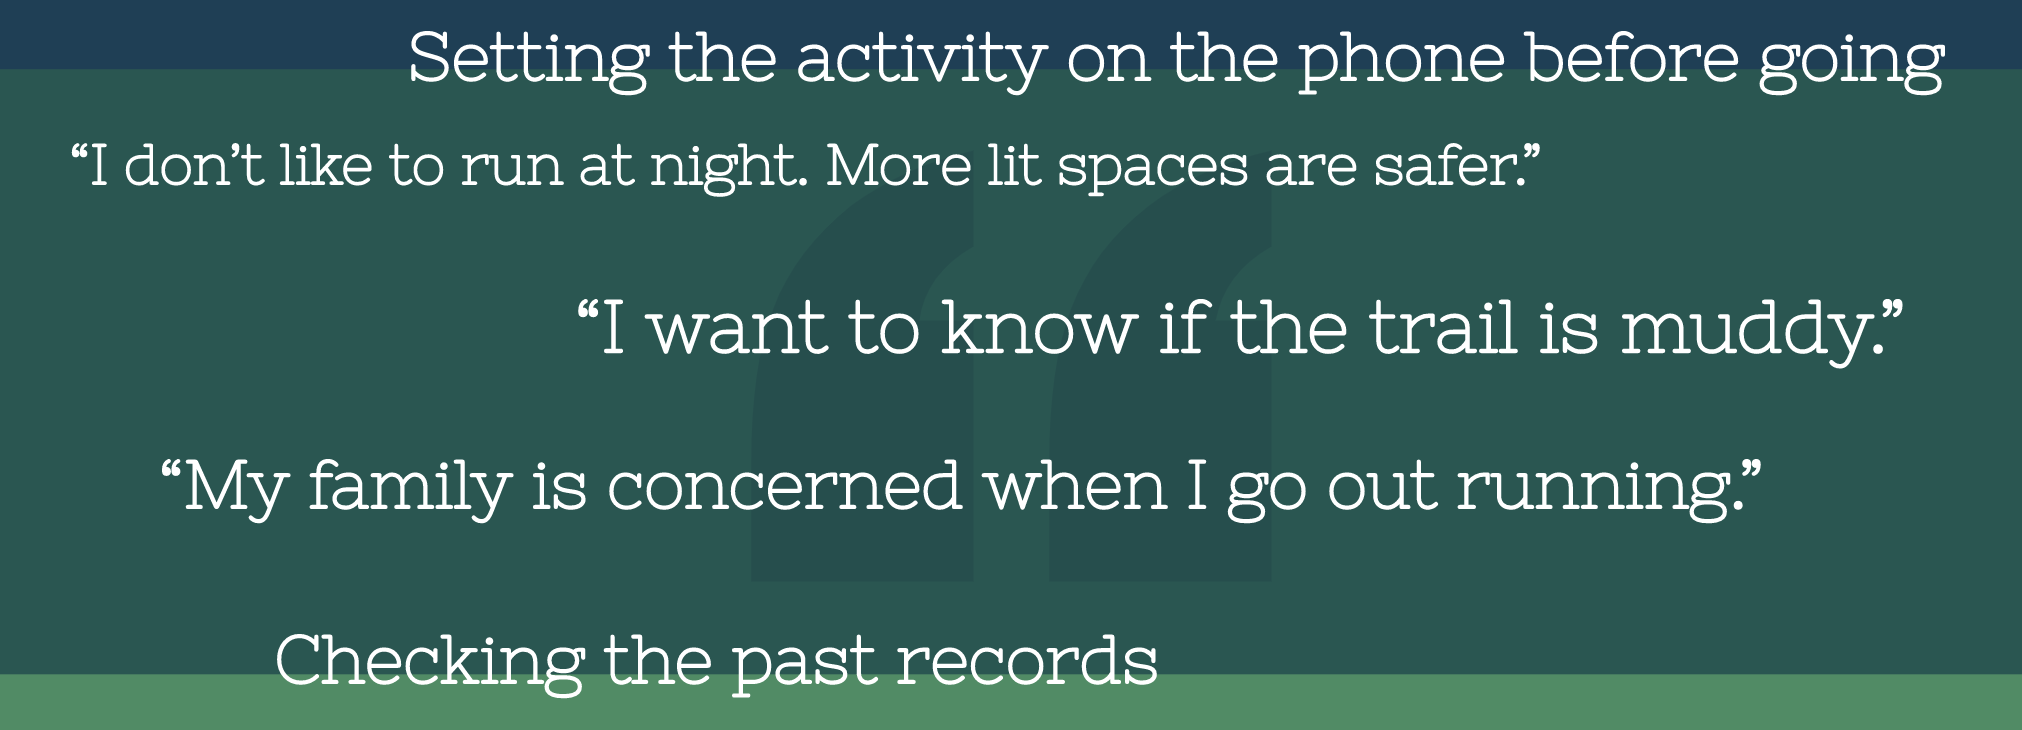 Setting the activity on the phone before going
“I don’t like to run at night. More lit spaces are safer.”
“I want to know if the trail is muddy.”
“My family is concerned when I go out running.”
Checking the past records